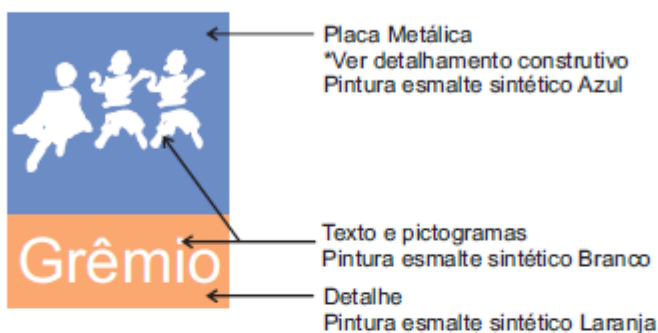 Placa Metálica
*Ver detalhamento construtivo
Pintura esmalte sintético Azul
Grêmio
Texto e pictogramas
Pintura esmalte sintético Branco
Detalhe
Pintura esmalte sintético Laranja